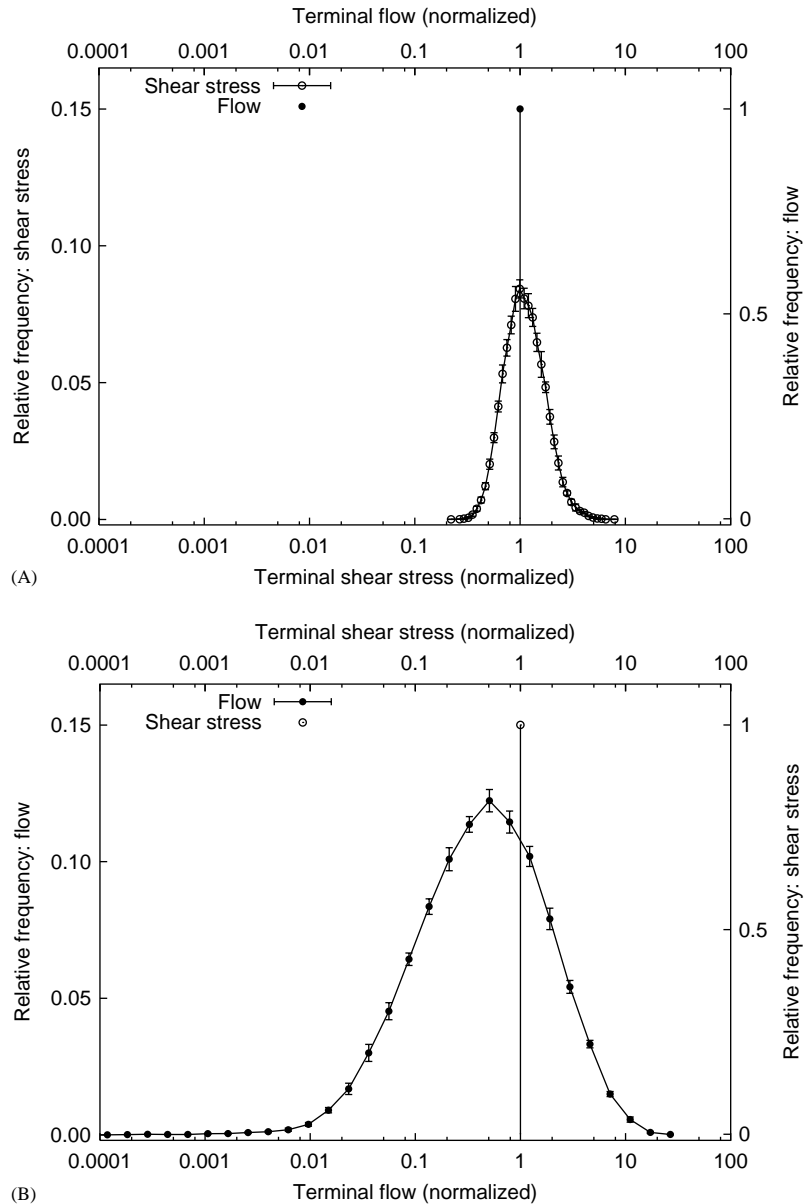 Terminal flow (normalized)
0.0001 0.001 0.01 0.1 1 10 100
Shear stress
Flow
0.15
0.10
0.05
0.00
Relative frequency: shear stress
1
0.5
0
Relative frequency: flow
0.0001 0.001 0.01 0.1 1 10 100
(A)
Terminal shear stress (normalized)
Terminal shear stress (normalized)
0.0001 0.001 0.01 0.1 1 10 100
Flow
Shear stress
0.15
0.10
0.05
0.00
Relative frequency: flow
1
0.5
0
Relative frequency: shear stress
0.0001 0.001 0.01 0.1 1 10 100
(B)
Terminal flow (normalized)